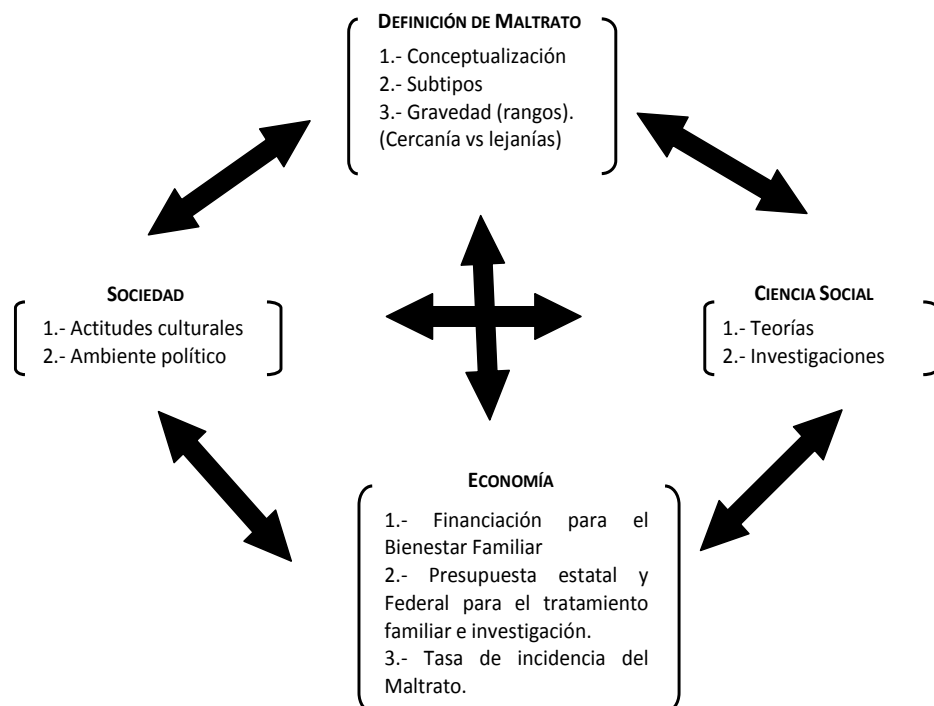 DEFINICIÓN DE MALTRATO
1.- Conceptualización
2.- Subtipos
3.- Gravedad (rangos).
(Cercanía vs lejanías)
SOCIEDAD
1.- Actitudes culturales
2.- Ambiente político
CIENCIA SOCIAL
1.- Teorías
2.- Investigaciones
ECONOMÍA
1.- Financiación para el
Bienestar Familiar
2.- Presupuesta estatal y
Federal para el tratamiento
familiar e investigación.
3.- Tasa de incidencia del
Maltrato.